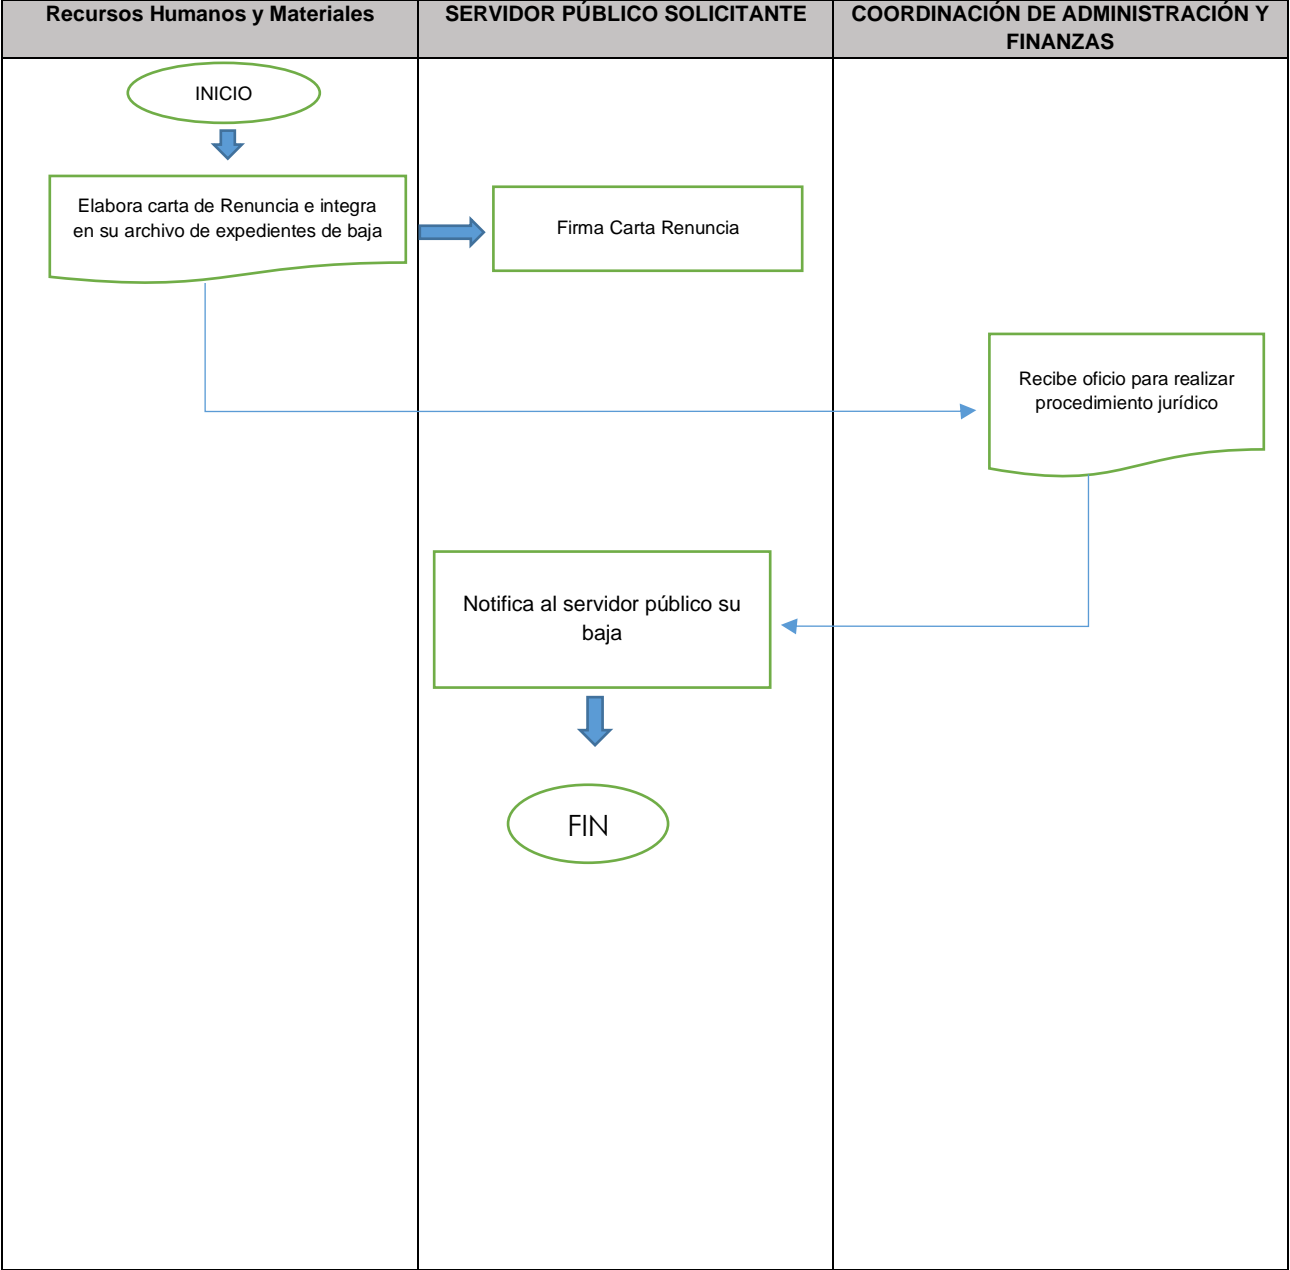 Recursos Humanos y Materiales
SERVIDOR PÚBLICO SOLICITANTE
COORDINACIÓN DE ADMINISTRACIÓN Y
FINANZAS
INICIO
Elabora carta de Renuncia e integra
en su archivo de expedientes de baja
Firma Carta Renuncia
Recibe oficio para realizar
procedimiento jurídico
Notifica al servidor público su
baja
FIN